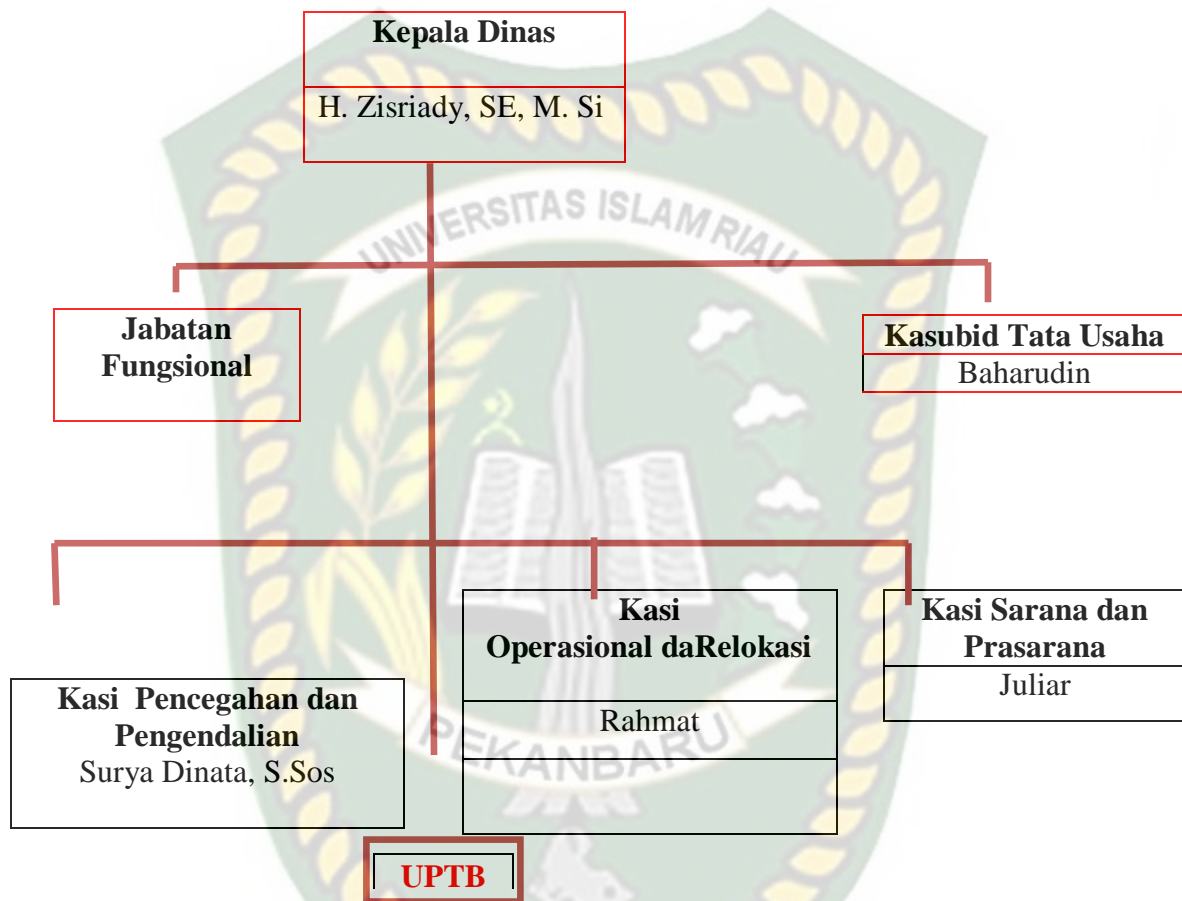 Kepala Dinas
H. Zisriady, SE, M. Si
UNIVERSITAS ISLAM RIAU
Jabatan
Fungsional
Kasubid Tata Usaha
Baharudin
Kasi
Operasional daRelokasi
Rahmat
Kasi Sarana dan
Prasarana
Juliar
Kasi Pencegahan dan
Pengendalian
Surya Dinata, S.Sos
PEKANBARU
UPTB